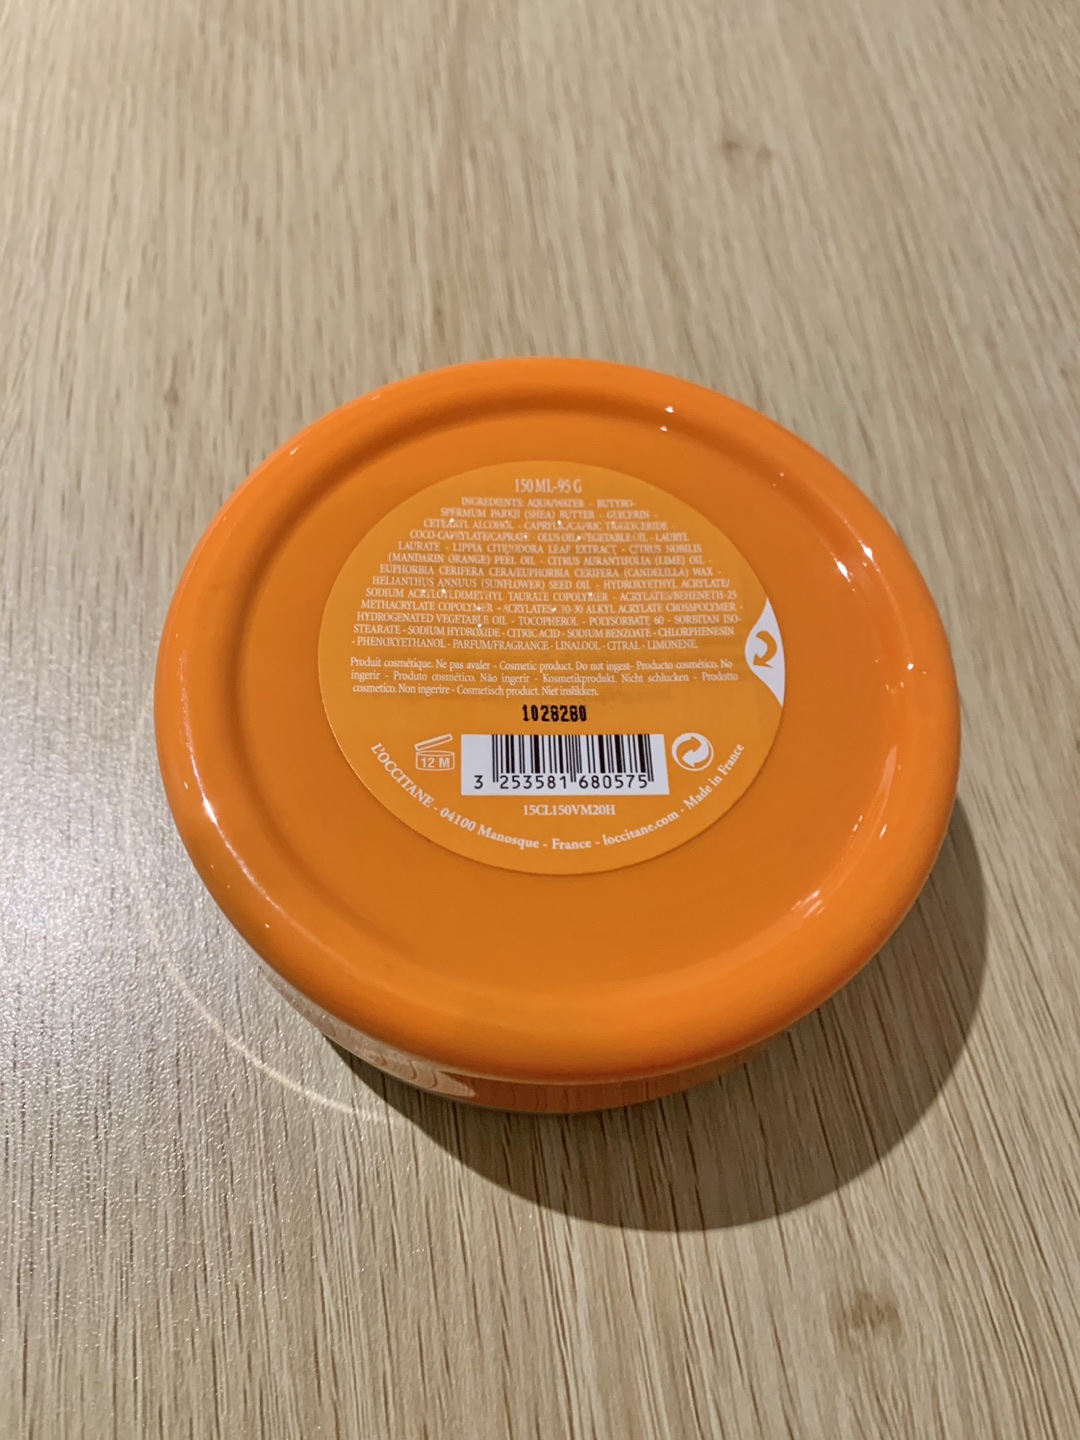 150 ML-95 G
INGREDIENTS: AQUA/WATER - BUTYRO-
SPERMUM PARKII (SHEA) BUTTER - GLYCERIN -
CETEARYL ALCOHOL - CAPRYLIC/CAPRIC TRIGLYCERIDE -
COCO-CAPRYLATE/CAPRATE - OLUS OIL/VEGETABLE OIL - LAURYL
LAURATE - LIPPIA CITRIODORA LEAF EXTRACT - CITRUS NOBILIS
(MANDARIN ORANGE) PEEL OIL - CITRUS AURANTIFOLIA (LIME) OIL -
EUPHORBIA CERIFERA CERA/EUPHORBIA CERIFERA (CANDELILLA) WAX -
HELIANTHUS ANNUUS (SUNFLOWER) SEED OIL - HYDROXYETHYL ACRYLATE/
SODIUM ACRYLOYLDIMETHYL TAURATE COPOLYMER - ACRYLATES/BEHENETH-25
METHACRYLATE COPOLYMER - ACRYLATES/C10-30 ALKYL ACRYLATE CROSSPOLYMER -
HYDROGENATED VEGETABLE OIL - TOCOPHEROL - POLYSORBATE 60 - SORBITAN ISO-
STEARATE - SODIUM HYDROXIDE - CITRIC ACID - SODIUM BENZOATE - CHLORPHENESIN
- PHENOXYETHANOL - PARFUM/FRAGRANCE - LINALOOL - CITRAL - LIMONENE.
Produit cosmétique. Ne pas avaler - Cosmetic product. Do not ingest- Producto cosmético. No
ingerir - Produto cosmético. Não ingerir - Kosmetikprodukt. Nicht schlucken - Prodotto
cosmetico. Non ingerire - Cosmetisch product. Niet inslikken.
1028280
12 M
3 253581 680575
15CL150VM20H
L'OCCITANE - 04100 Manosque - France - loccitane.com - Made in France